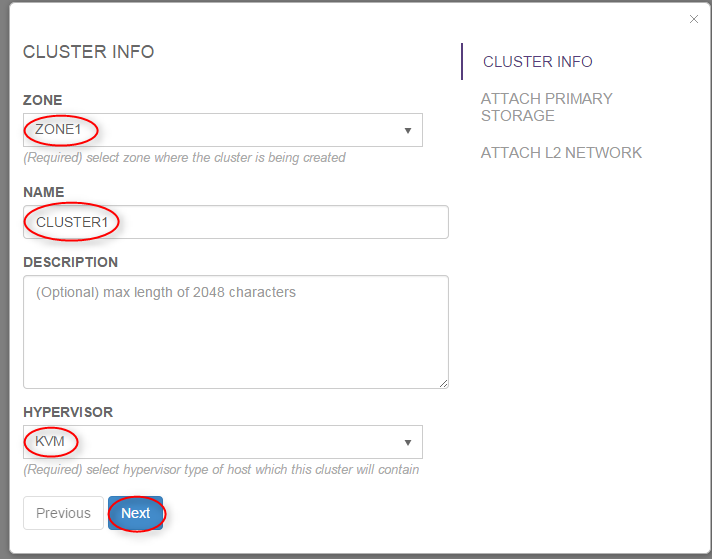 CLUSTER INFO
ZONE
ZONE1
(Required) select zone where the cluster is being created
NAME
CLUSTER1
DESCRIPTION
(Optional) max length of 2048 characters
HYPERVISOR
KVM
(Required) select hypervisor type of host which this cluster will contain
Previous
Next
CLUSTER INFO
ATTACH PRIMARY
STORAGE
ATTACH L2 NETWORK